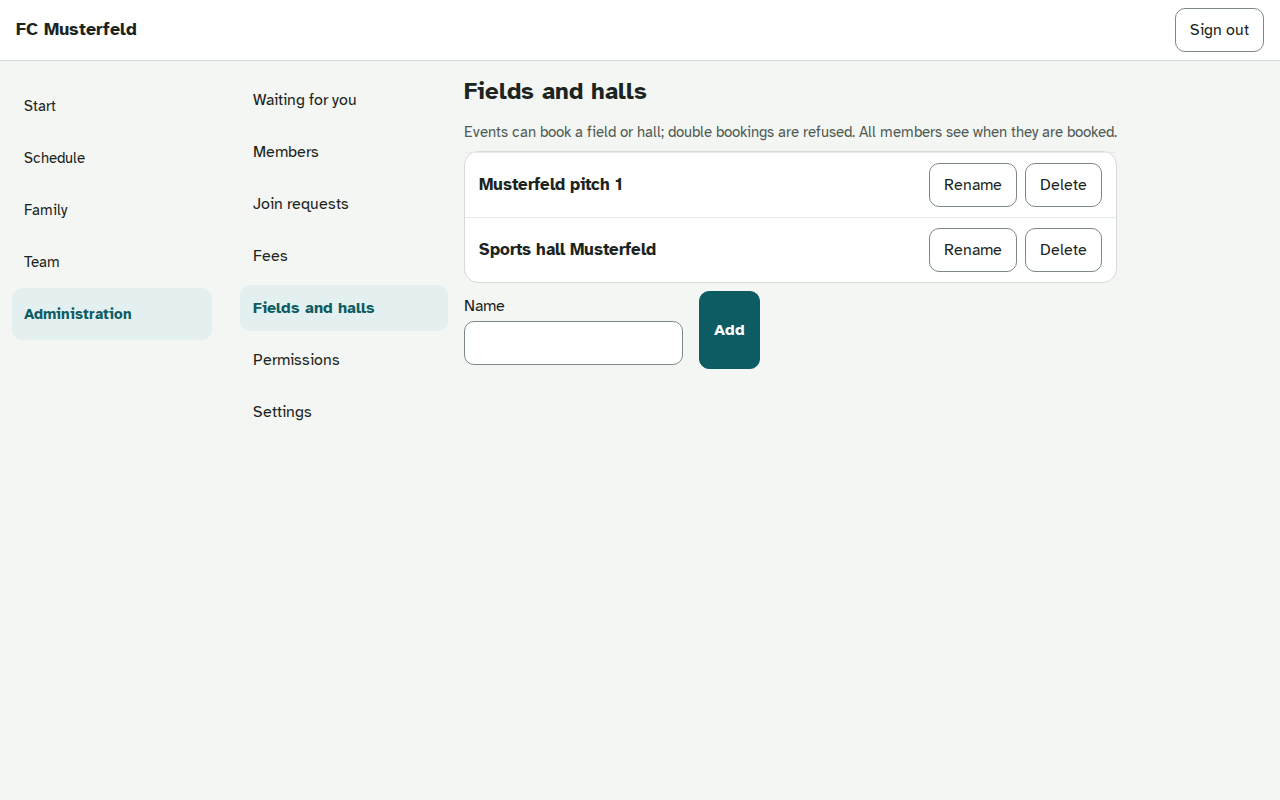 FC Musterfeld
Sign out
Start
Schedule
Family
Team
Administration
Waiting for you
Members
Join requests
Fees
Fields and halls
Permissions
Settings
Fields and halls
Events can book a field or hall; double bookings are refused. All members see when they are booked.
Musterfeld pitch 1
Rename
Delete
Sports hall Musterfeld
Rename
Delete
Name
Add